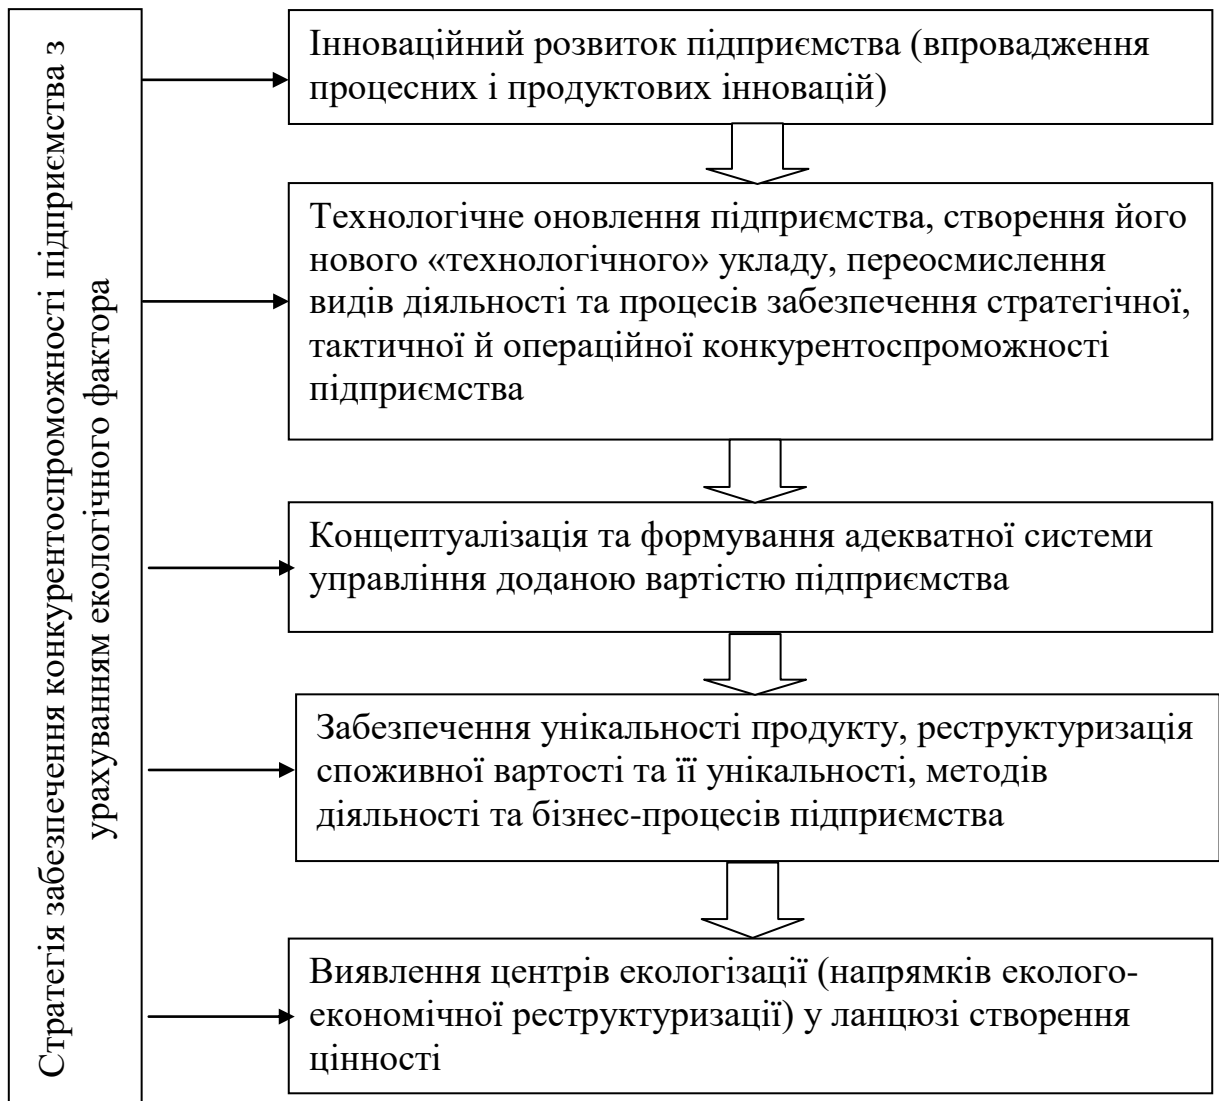 Стратегія забезпечення конкурентоспроможності підприємства з
урахуванням екологічного фактора
Інноваційний розвиток підприємства (впровадження
процесних і продуктових інновацій)
Технологічне оновлення підприємства, створення його
нового «технологічного» укладу, переосмислення
видів діяльності та процесів забезпечення стратегічної,
тактичної й операційної конкурентоспроможності
підприємства
Концептуалізація та формування адекватної системи
управління доданою вартістю підприємства
Забезпечення унікальності продукту, реструктуризація
споживної вартості та її унікальності, методів
діяльності та бізнес-процесів підприємства
Виявлення центрів екологізації (напрямків еколого-
економічної реструктуризації) у ланцюзі створення
цінності